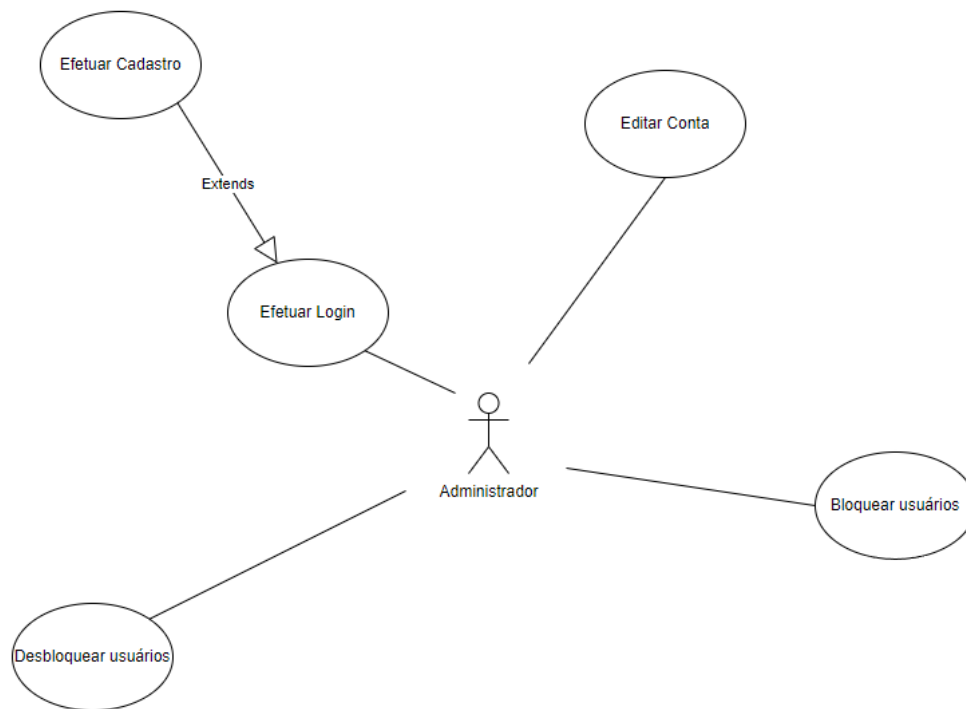 Efetuar Cadastro
Editar Conta
Extends
Efetuar Login
Administrador
Bloquear usuários
Desbloquear usuários